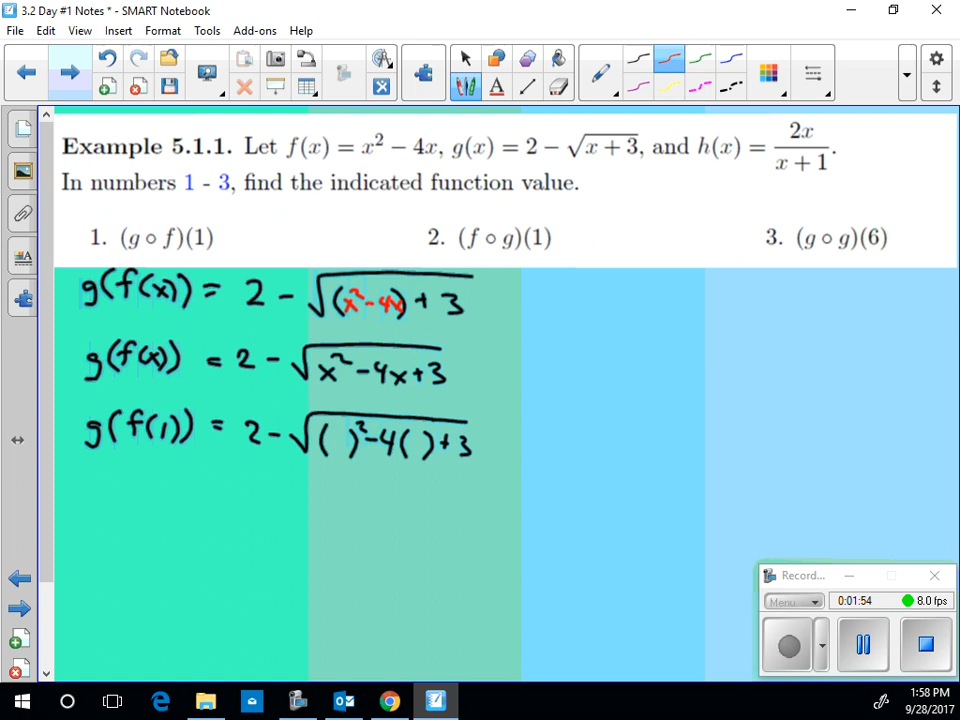 3.2 Day #1 Notes * - SMART Notebook
File Edit View Insert Format Tools Add-ons Help
Example 5.1.1. Let f(x) = x² − 4x, g(x) = 2 − √(x + 3), and h(x) = 2x/(x + 1).
In numbers 1 - 3, find the indicated function value.
1. (g ∘ f)(1) 2. (f ∘ g)(1) 3. (g ∘ g)(6)
g(f(x)) = 2 − √((x²−4x) + 3)
g(f(x)) = 2 − √(x²−4x+3)
g(f(1)) = 2 − √(( )²−4( )+3)
Record...
Menu 0:01:54 8.0 fps
1:58 PM
9/28/2017